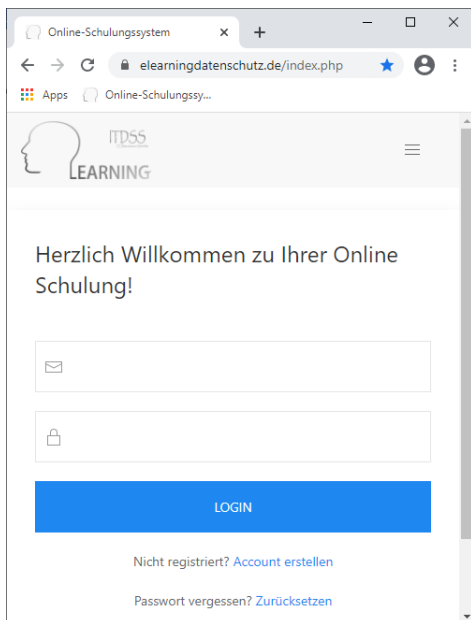 Online-Schulungssystem
elearningdatenschutz.de/index.php
Apps Online-Schulungssy...
ITDSS
LEARNING
Herzlich Willkommen zu Ihrer Online
Schulung!
LOGIN
Nicht registriert? Account erstellen
Passwort vergessen? Zurücksetzen